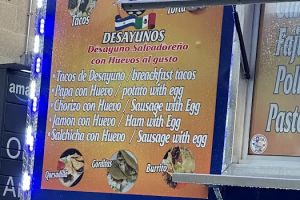 Tacos
Torta
DESAYUNOS
Desayuno Salvadoreño
con Huevos al gusto
• Tacos de Desayuno / breackfast tacos
• Papa con Huevo / potato with egg
• Chorizo con Huevo / Sausage with Egg
• Jamon con Huevo / Ham with Egg
• Salchicha con Huevo / Sausage with egg
Quesadilla
Gorditas
Burrito
ama